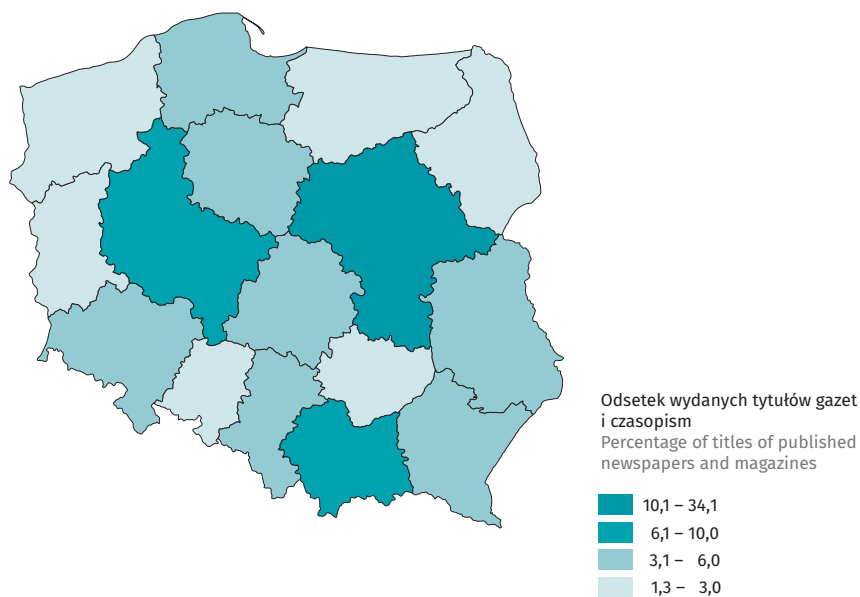 Odsetek wydanych tytułów gazet
i czasopism
Percentage of titles of published
newspapers and magazines
10,1 – 34,1
6,1 – 10,0
3,1 – 6,0
1,3 – 3,0